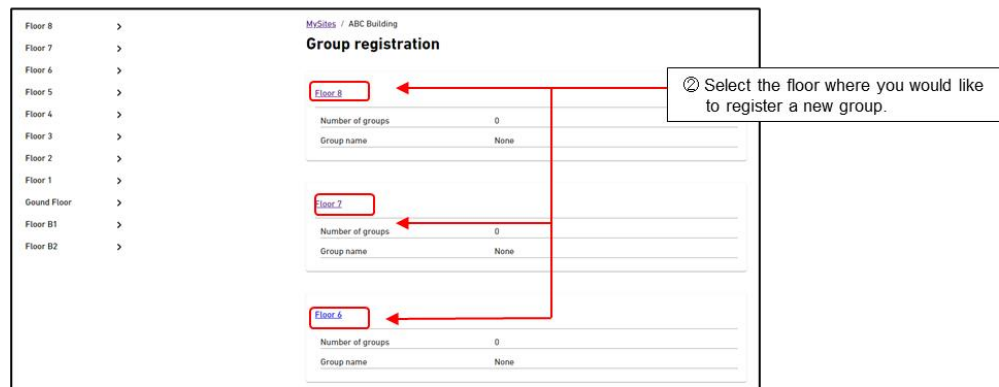 Floor 8 >
Floor 7 >
Floor 6 >
Floor 5 >
Floor 4 >
Floor 3 >
Floor 2 >
Floor 1 >
Gound Floor >
Floor B1 >
Floor B2 >
MySites / ABC Building
Group registration
Floor 8
Number of groups 0
Group name None
Floor 7
Number of groups 0
Group name None
Floor 6
Number of groups 0
Group name None
② Select the floor where you would like
to register a new group.